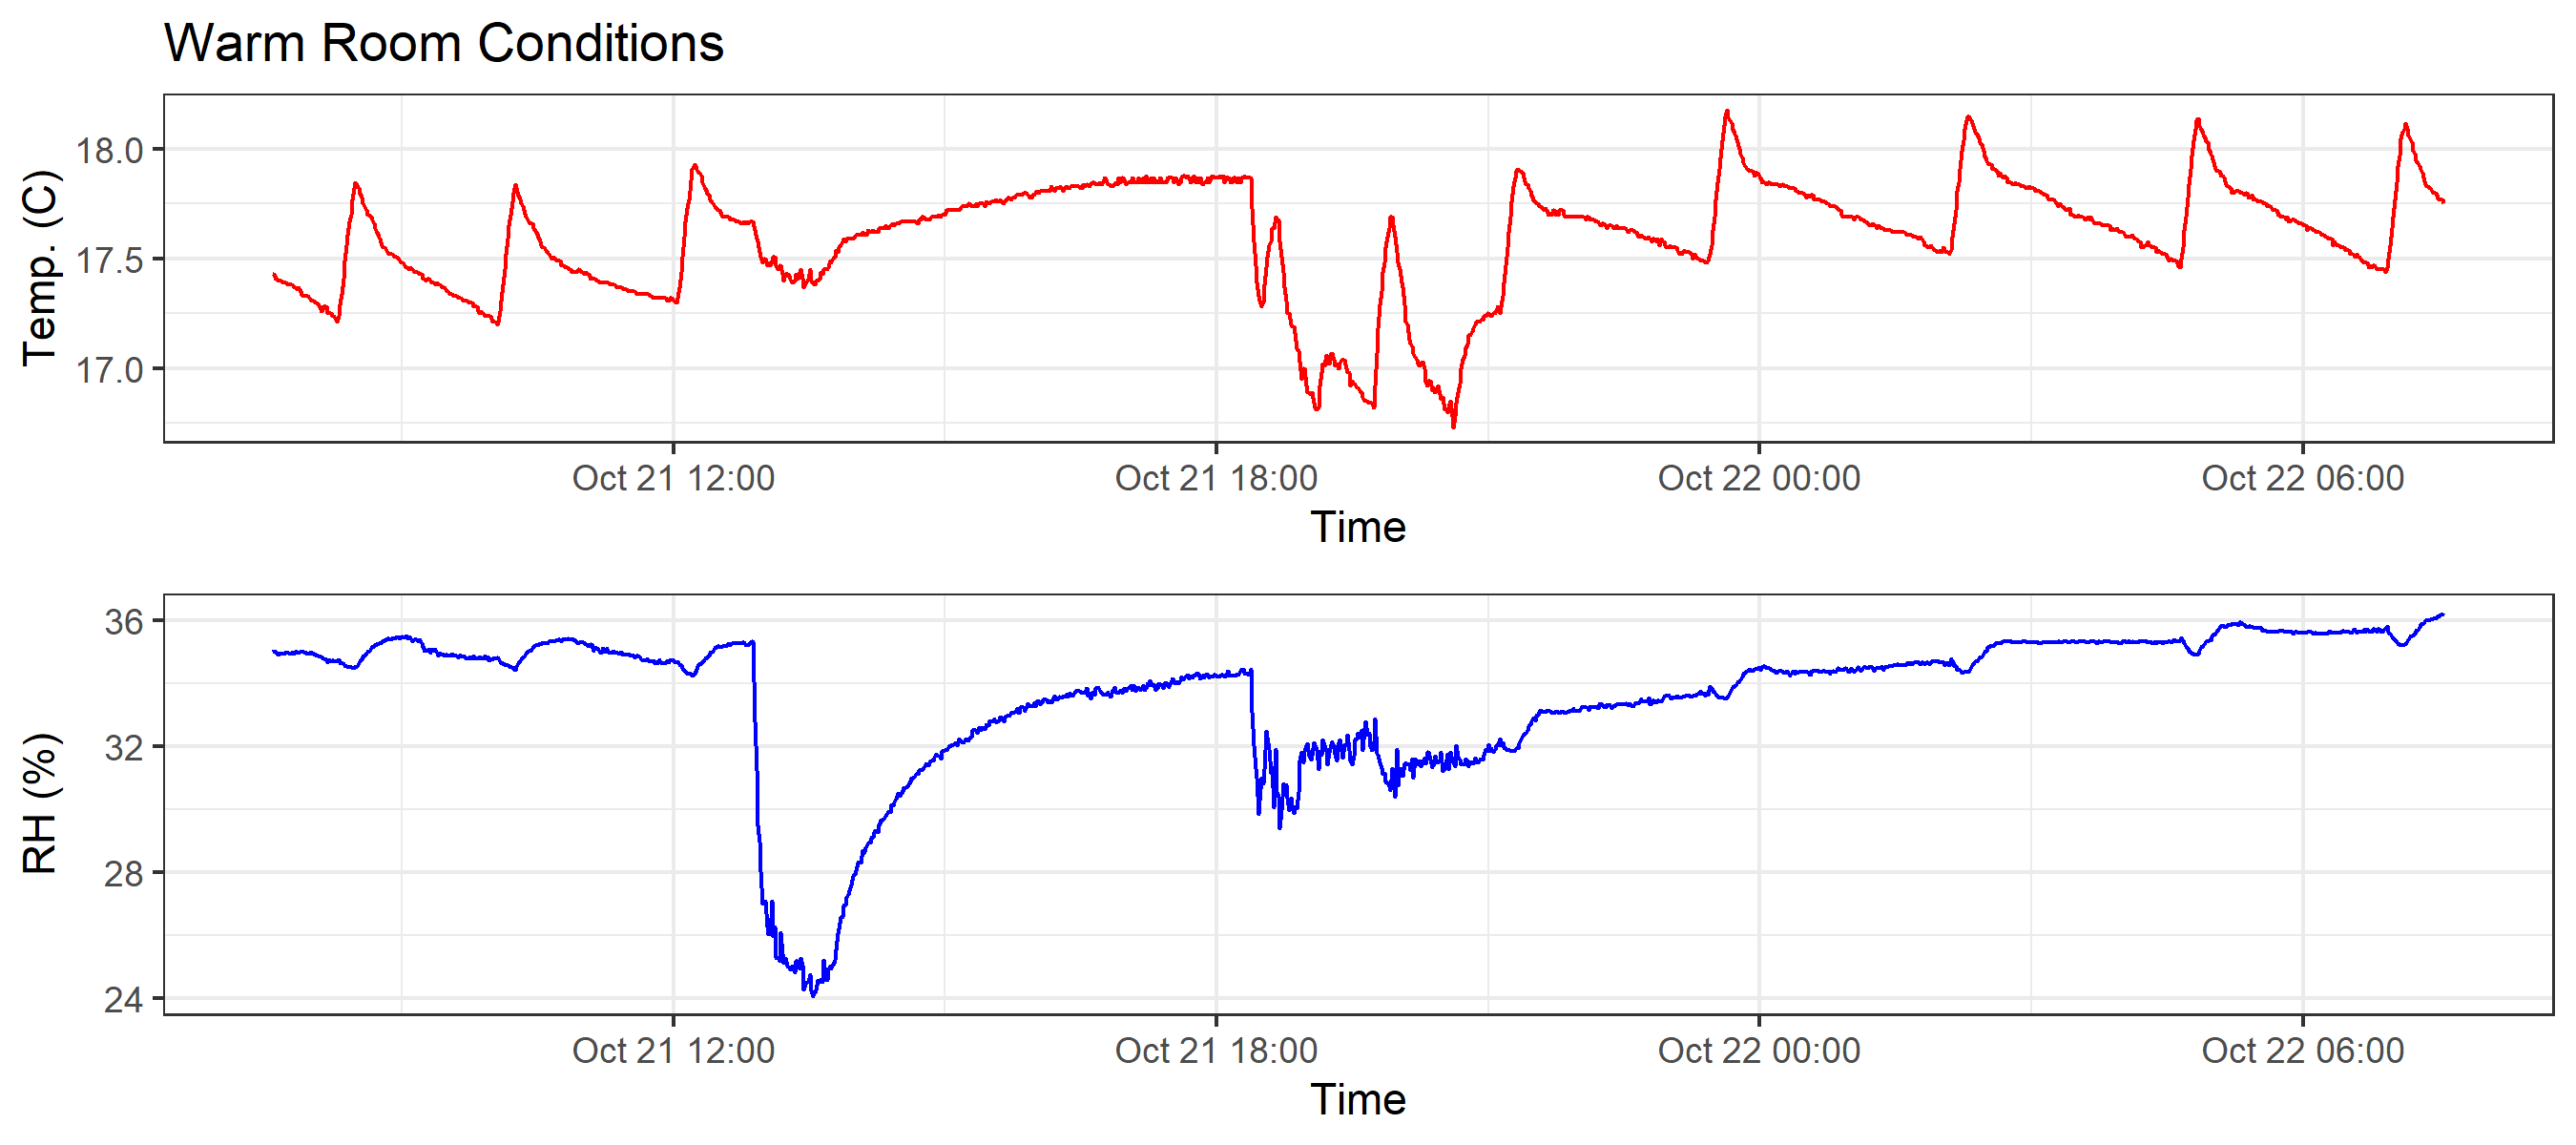 Warm Room Conditions
Temp. (C)
18.0
17.5
17.0
Oct 21 12:00 Oct 21 18:00 Oct 22 00:00 Oct 22 06:00
Time
RH (%)
36
32
28
24
Oct 21 12:00 Oct 21 18:00 Oct 22 00:00 Oct 22 06:00
Time